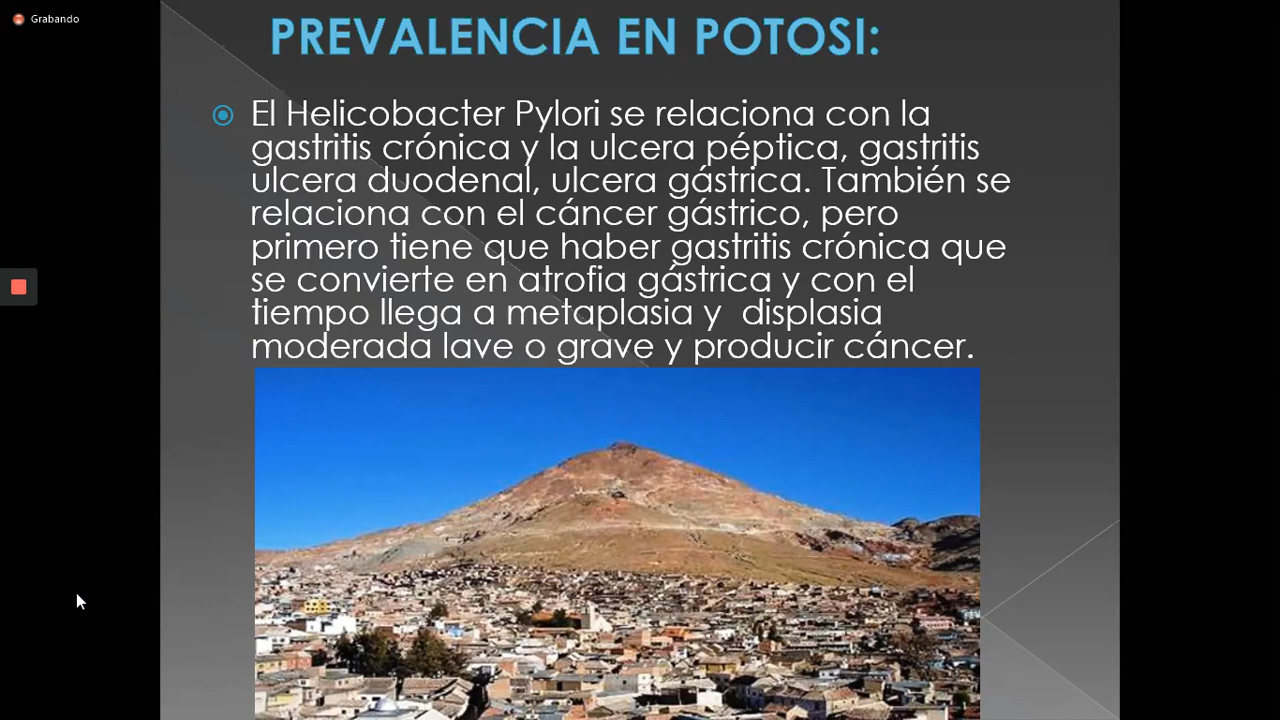 Grabando
PREVALENCIA EN POTOSI:
El Helicobacter Pylori se relaciona con la
gastritis crónica y la ulcera péptica, gastritis
ulcera duodenal, ulcera gástrica. También se
relaciona con el cáncer gástrico, pero
primero tiene que haber gastritis crónica que
se convierte en atrofia gástrica y con el
tiempo llega a metaplasia y  displasia
moderada lave o grave y producir cáncer.